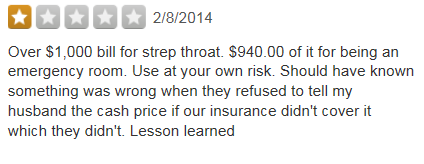 2/8/2014
Over $1,000 bill for strep throat. $940.00 of it for being an
emergency room. Use at your own risk. Should have known
something was wrong when they refused to tell my
husband the cash price if our insurance didn't cover it
which they didn't. Lesson learned